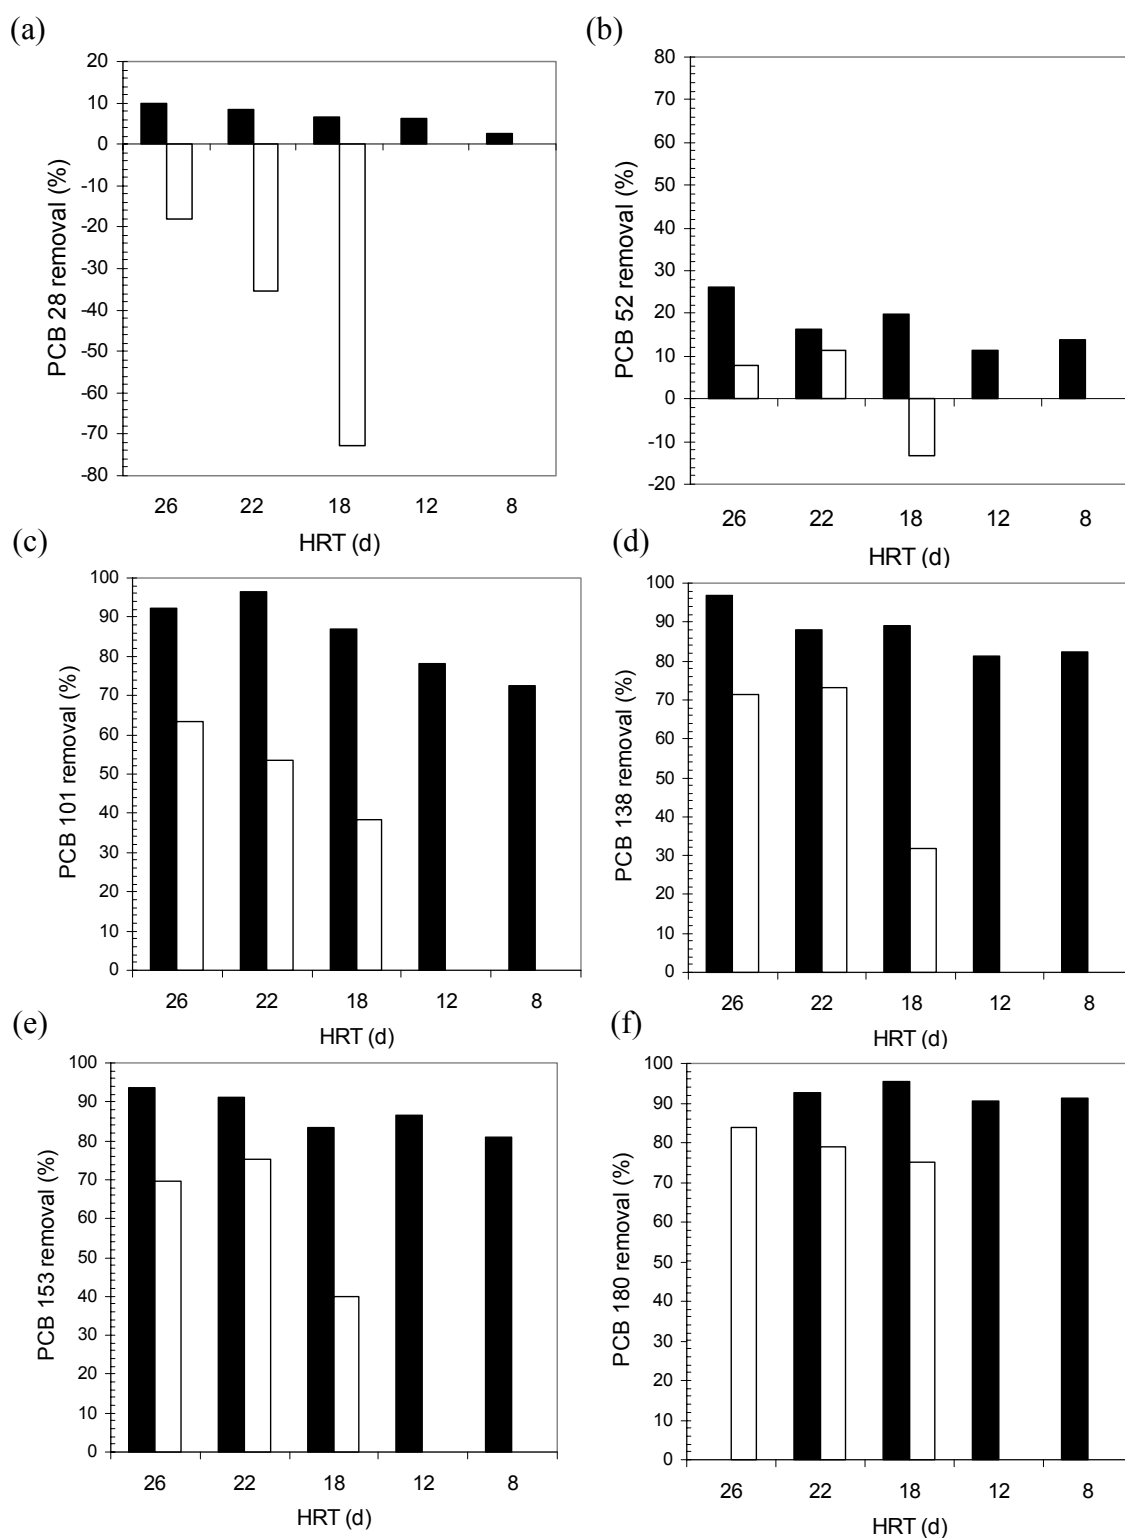 (a)
20
10
0
-10
-20
-30
-40
-50
-60
-70
-80
PCB 28 removal (%)
26 22 18 12 8
HRT (d)
(b)
80
70
60
50
40
30
20
10
0
-10
-20
PCB 52 removal (%)
26 22 18 12 8
HRT (d)
(c)
100
90
80
70
60
50
40
30
20
10
0
PCB 101 removal (%)
26 22 18 12 8
HRT (d)
(d)
100
90
80
70
60
50
40
30
20
10
0
PCB 138 removal (%)
26 22 18 12 8
HRT (d)
(e)
100
90
80
70
60
50
40
30
20
10
0
PCB 153 removal (%)
26 22 18 12 8
HRT (d)
(f)
100
90
80
70
60
50
40
30
20
10
0
PCB 180 removal (%)
26 22 18 12 8
HRT (d)